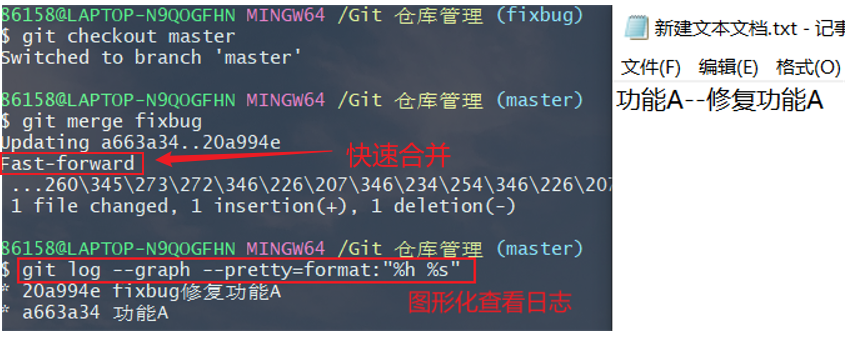 86158@LAPTOP-N9QOGFHN MINGW64 /Git 仓库管理 (fixbug)
$ git checkout master
Switched to branch 'master'
86158@LAPTOP-N9QOGFHN MINGW64 /Git 仓库管理 (master)
$ git merge fixbug
Updating a663a34..20a994e
Fast-forward
快速合并
...260\345\273\272\346\226\207\346\234\254\346\226\207
1 file changed, 1 insertion(+), 1 deletion(-)
86158@LAPTOP-N9QOGFHN MINGW64 /Git 仓库管理 (master)
$ git log --graph --pretty=format:"%h %s"
* 20a994e fixbug修复功能A
* a663a34 功能A
图形化查看日志
新建文本文档.txt - 记事
文件(F) 编辑(E) 格式(O)
功能A--修复功能A